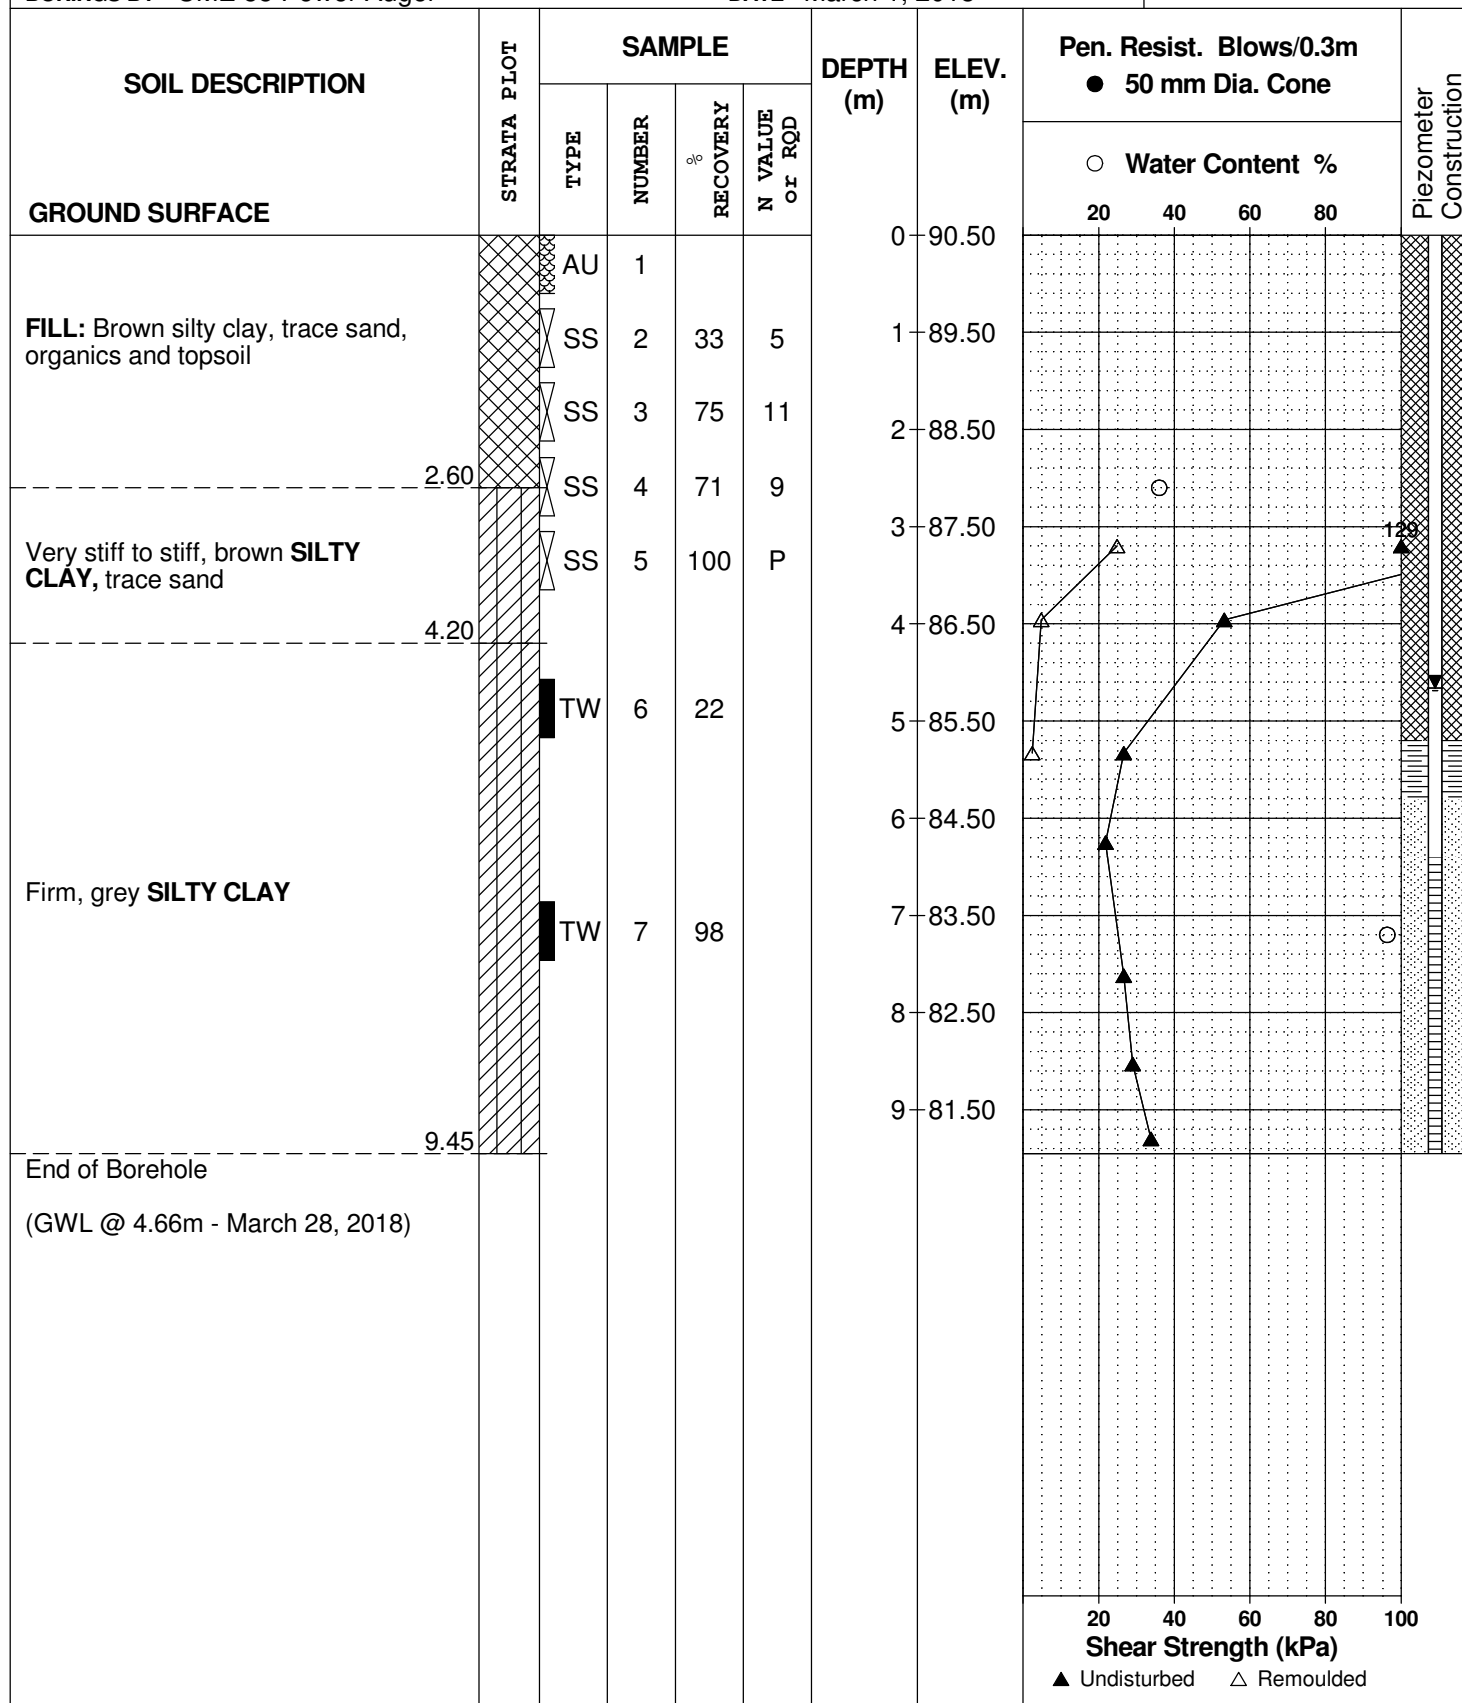 SOIL DESCRIPTION
GROUND SURFACE
STRATA PLOT
SAMPLE
TYPE
NUMBER
% RECOVERY
N VALUE or RQD
DEPTH (m)
ELEV. (m)
Pen. Resist. Blows/0.3m
● 50 mm Dia. Cone
○ Water Content %
20 40 60 80
Piezometer Construction
0 90.50
AU 1
FILL: Brown silty clay, trace sand,
organics and topsoil
SS 2 33 5
1 89.50
SS 3 75 11
2 88.50
2.60
SS 4 71 9
3 87.50
129
Very stiff to stiff, brown SILTY
CLAY, trace sand
SS 5 100 P
4.20
4 86.50
TW 6 22
5 85.50
6 84.50
Firm, grey SILTY CLAY
7 83.50
TW 7 98
8 82.50
9 81.50
9.45
End of Borehole
(GWL @ 4.66m - March 28, 2018)
20 40 60 80 100
Shear Strength (kPa)
▲ Undisturbed △ Remoulded